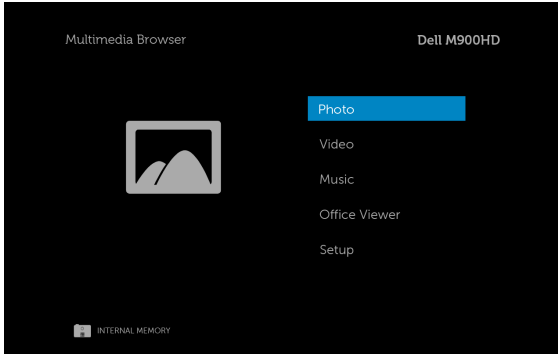 Multimedia Browser
Dell M900HD
Photo
Video
Music
Office Viewer
Setup
INTERNAL MEMORY